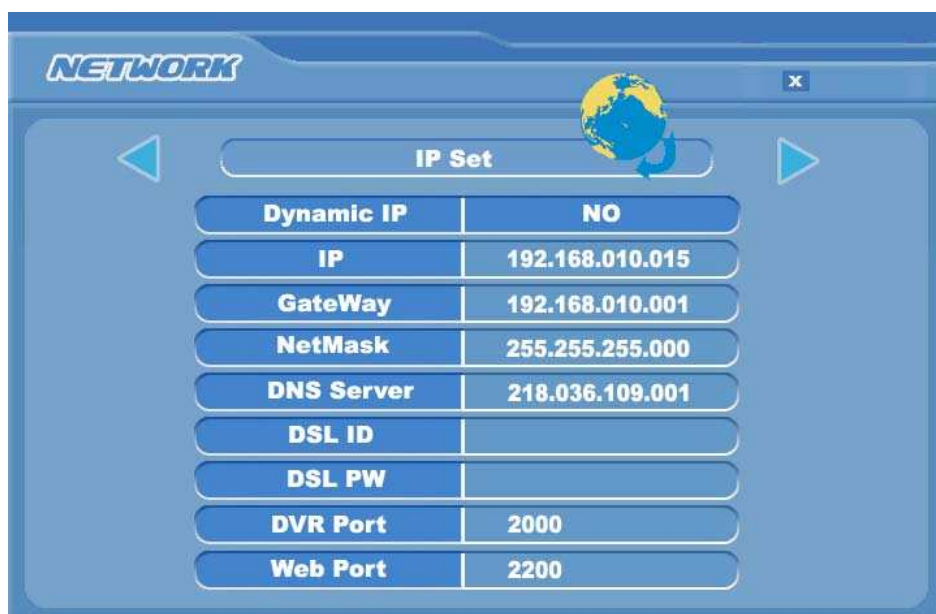 NETWORK
X
IP Set
Dynamic IP NO
IP 192.168.010.015
GateWay 192.168.010.001
NetMask 255.255.255.000
DNS Server 218.036.109.001
DSL ID
DSL PW
DVR Port 2000
Web Port 2200